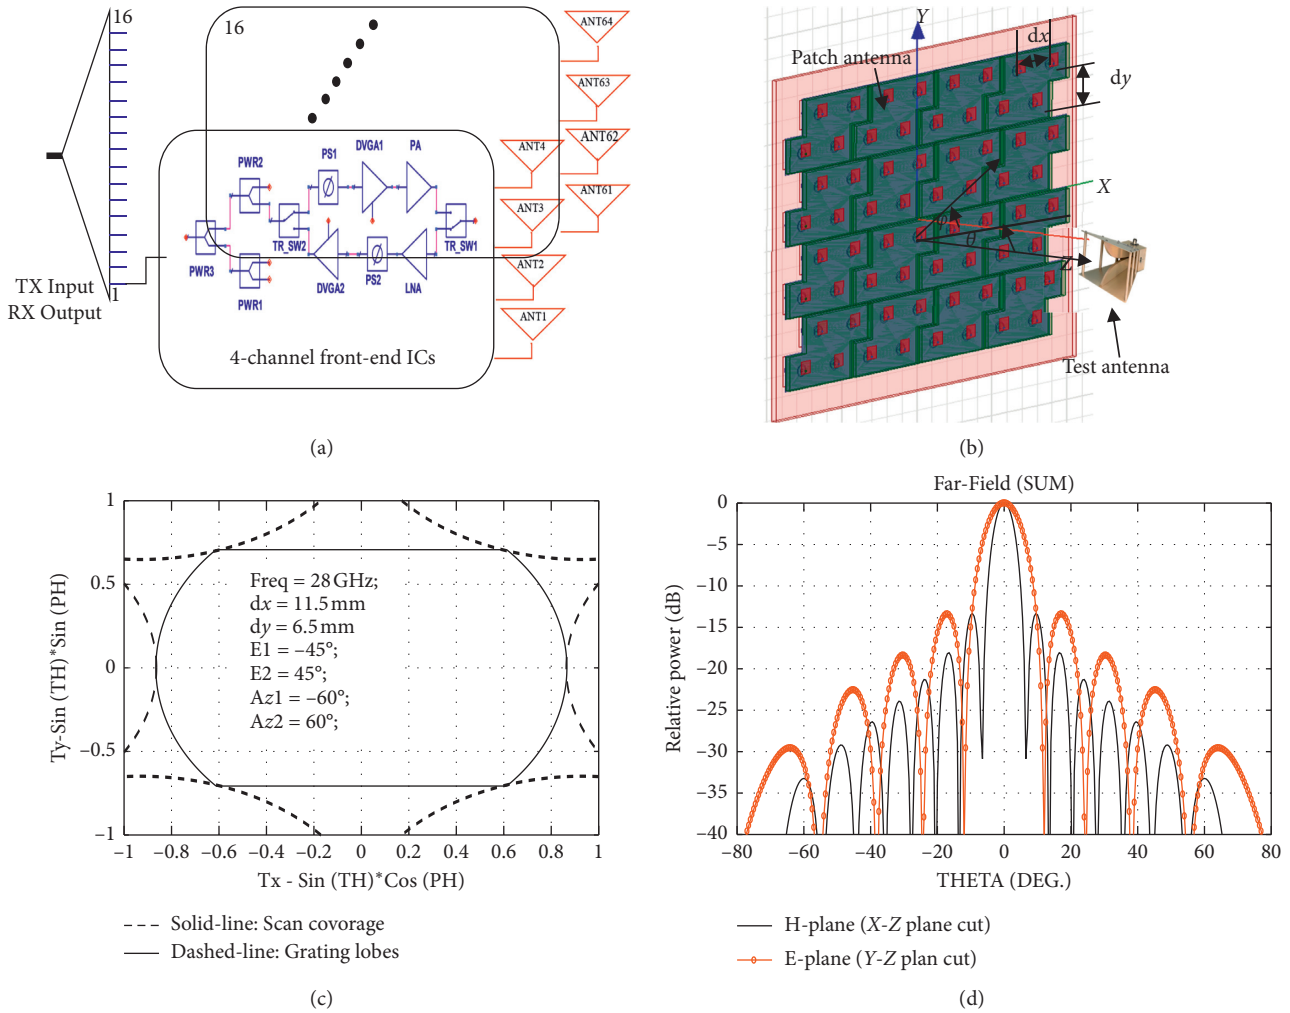 16
16
ANT64
ANT63
ANT62
ANT61
ANT4
ANT3
ANT2
ANT1
PWR2
PS1
DVGA1
PA
PWR3
TR_SW2
TR_SW1
PWR1
DVGA2
PS2
LNA
1
TX Input
RX Output
4-channel front-end ICs
(a)
Y
dx
Patch antenna
dy
X
φ
θ
Z
Test antenna
(b)
1
0.5
0
−0.5
−1
Ty-Sin (TH)*Sin (PH)
Freq = 28 GHz;
dx = 11.5 mm
dy = 6.5 mm
E1 = −45°;
E2 = 45°;
Az1 = −60°;
Az2 = 60°;
−1 −0.8 −0.6 −0.4 −0.2 0 0.2 0.4 0.6 0.8 1
Tx - Sin (TH)*Cos (PH)
Solid-line: Scan covorage
Dashed-line: Grating lobes
(c)
Far-Field (SUM)
0
−5
−10
−15
−20
−25
−30
−35
−40
Relative power (dB)
−80 −60 −40 −20 0 20 40 60 80
THETA (DEG.)
H-plane (X-Z plane cut)
E-plane (Y-Z plan cut)
(d)